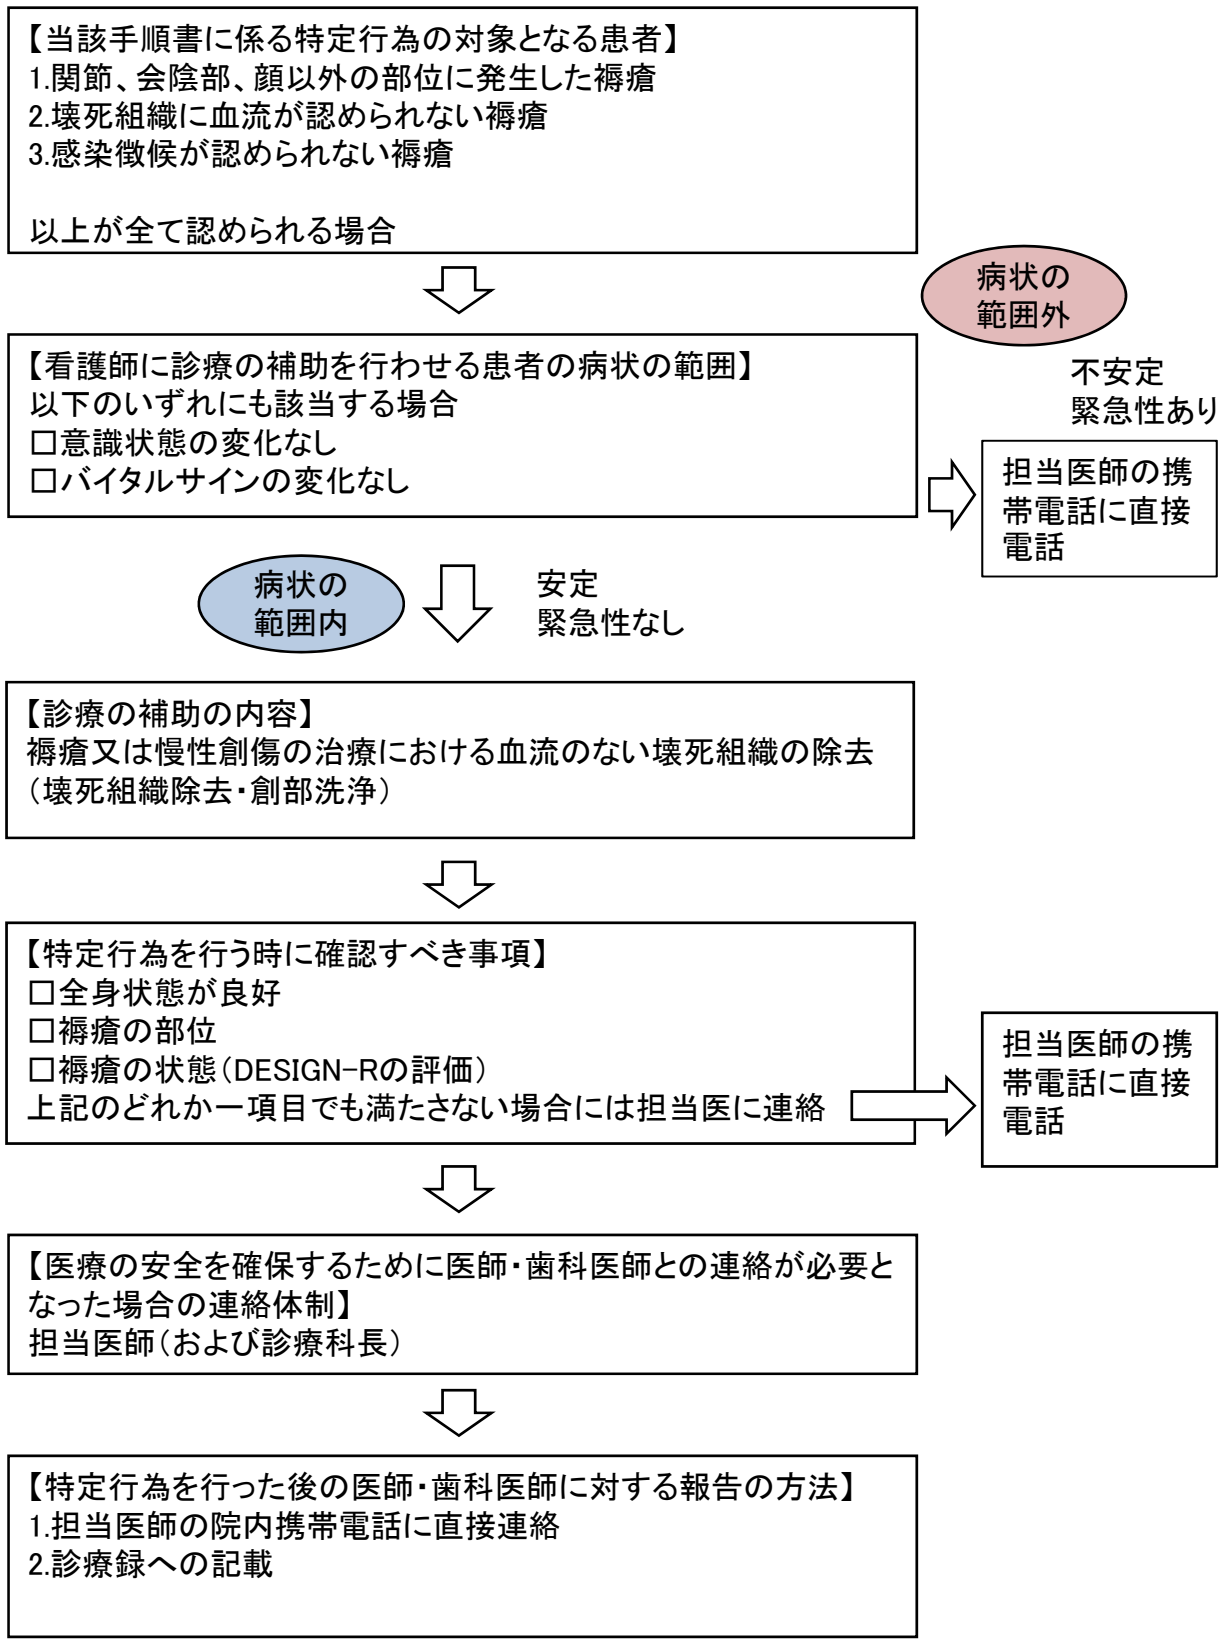 【当該手順書に係る特定行為の対象となる患者】
1.関節、会陰部、顔以外の部位に発生した褥瘡
2.壊死組織に血流が認められない褥瘡
3.感染徴候が認められない褥瘡
以上が全て認められる場合
病状の
範囲外
【看護師に診療の補助を行わせる患者の病状の範囲】
以下のいずれにも該当する場合
□意識状態の変化なし
□バイタルサインの変化なし
不安定
緊急性あり
担当医師の携
帯電話に直接
電話
病状の
範囲内
安定
緊急性なし
【診療の補助の内容】
褥瘡又は慢性創傷の治療における血流のない壊死組織の除去
（壊死組織除去・創部洗浄）
【特定行為を行う時に確認すべき事項】
□全身状態が良好
□褥瘡の部位
□褥瘡の状態（DESIGN-Rの評価）
上記のどれか一項目でも満たさない場合には担当医に連絡
担当医師の携
帯電話に直接
電話
【医療の安全を確保するために医師・歯科医師との連絡が必要と
なった場合の連絡体制】
担当医師（および診療科長）
【特定行為を行った後の医師・歯科医師に対する報告の方法】
1.担当医師の院内携帯電話に直接連絡
2.診療録への記載